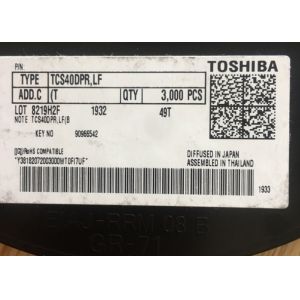 P/N:
TOSHIBA
TYPE TCS40DPR,LF
ADD.C (T QTY 3,000 PCS
LOT 8219H2F 1932 49T
NOTE TCS40DPR,LF(B
KEY NO 90966542
[[G]]/RoHS COMPATIBLE
DIFFUSED IN JAPAN
ASSEMBLED IN THAILAND
1933